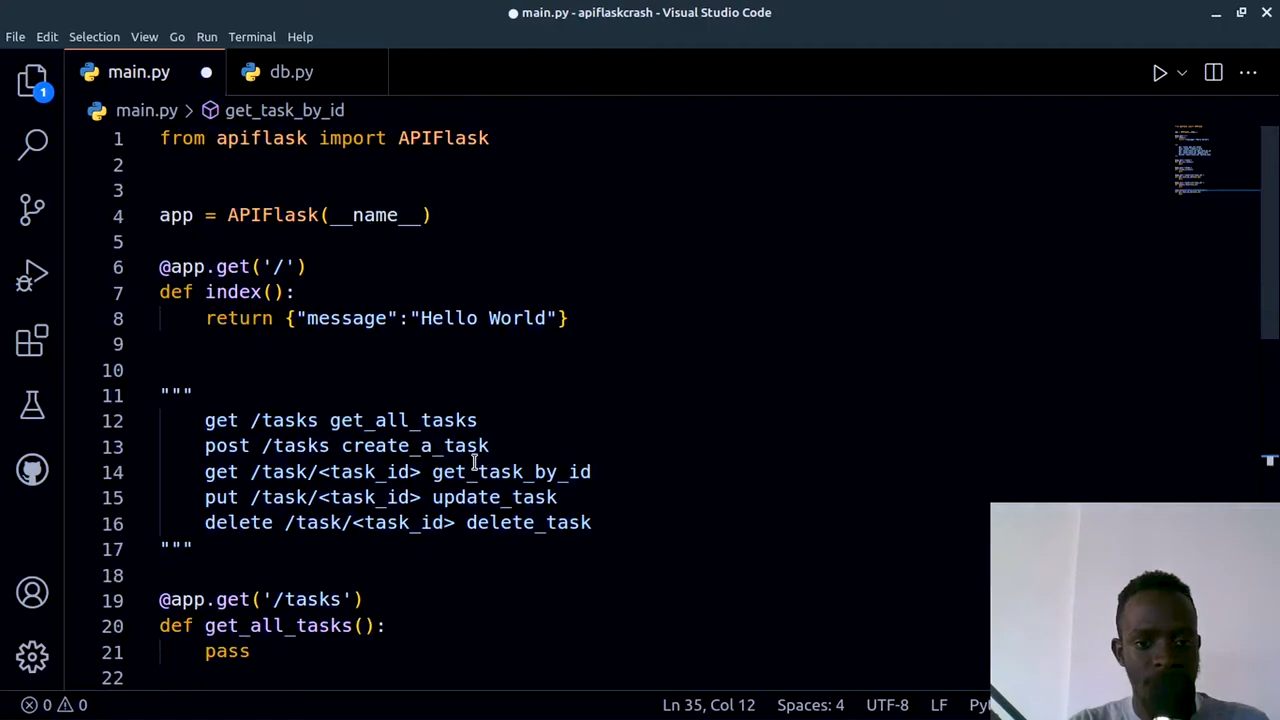 main.py - apiflaskcrash - Visual Studio Code
File Edit Selection View Go Run Terminal Help
main.py db.py
main.py > get_task_by_id
1 from apiflask import APIFlask
2
3
4 app = APIFlask(__name__)
5
6 @app.get('/')
7 def index():
8 return {"message":"Hello World"}
9
10
11 """
12 get /tasks get_all_tasks
13 post /tasks create_a_task
14 get /task/<task_id> get_task_by_id
15 put /task/<task_id> update_task
16 delete /task/<task_id> delete_task
17 """
18
19 @app.get('/tasks')
20 def get_all_tasks():
21 pass
22
1
0 0 Ln 35, Col 12 Spaces: 4 UTF-8 LF